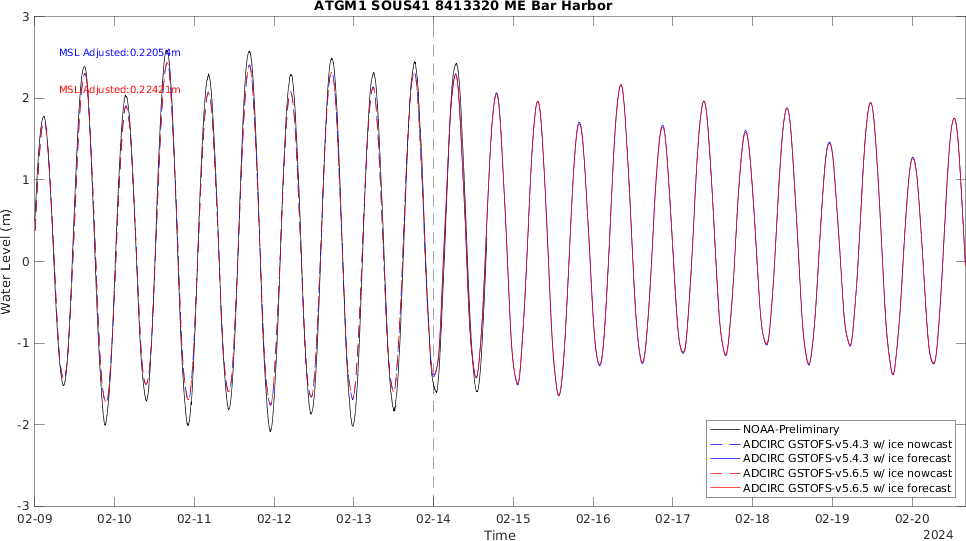 ATGM1 SOUS41 8413320 ME Bar Harbor
3
2
1
0
-1
-2
-3
Water Level (m)
MSL Adjusted:0.22054m
MSL Adjusted:0.22421m
NOAA-Preliminary
ADCIRC GSTOFS-v5.4.3 w/ ice nowcast
ADCIRC GSTOFS-v5.4.3 w/ ice forecast
ADCIRC GSTOFS-v5.6.5 w/ ice nowcast
ADCIRC GSTOFS-v5.6.5 w/ ice forecast
02-09 02-10 02-11 02-12 02-13 02-14 02-15 02-16 02-17 02-18 02-19 02-20
Time
2024